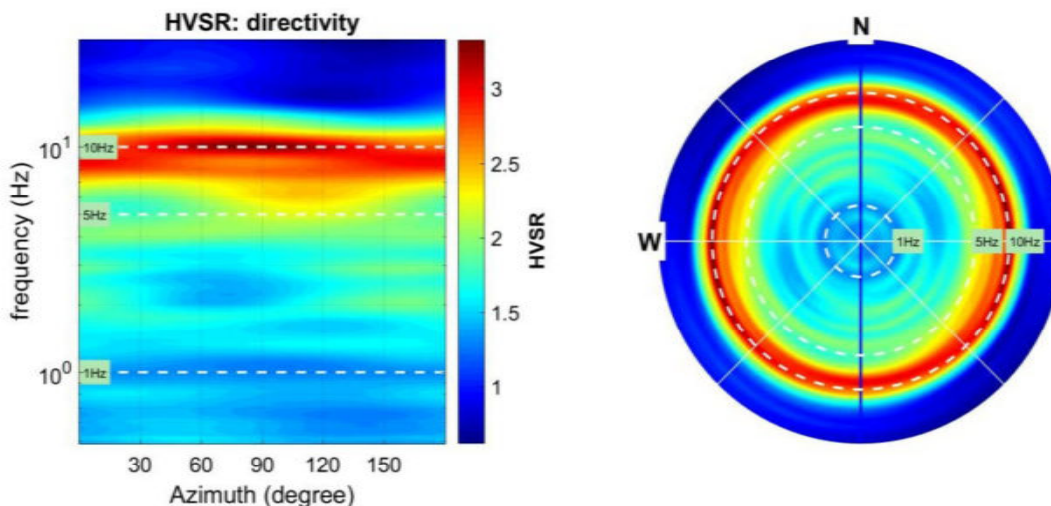 HVSR: directivity
10¹
10Hz
5Hz
10⁰
1Hz
30 60 90 120 150
Azimuth (degree)
frequency (Hz)
3
2.5
2
1.5
1
HVSR
N
W
1Hz 5Hz 10Hz